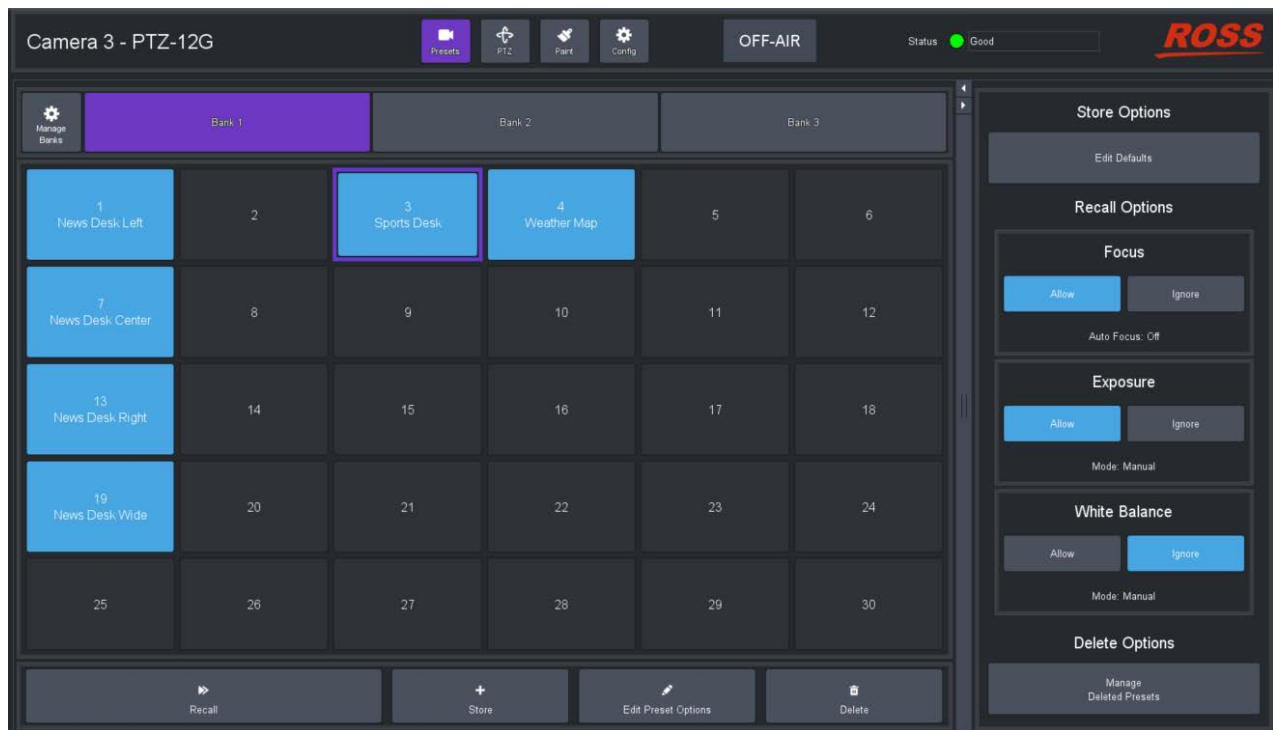 Camera 3 - PTZ-12G
Presets
PTZ
Paint
Config
OFF-AIR
Status
Good
ROSS
Manage
Banks
Bank 1
Bank 2
Bank 3
1
News Desk Left
2
3
Sports Desk
4
Weather Map
5
6
7
News Desk Center
8
9
10
11
12
13
News Desk Right
14
15
16
17
18
19
News Desk Wide
20
21
22
23
24
25
26
27
28
29
30
Recall
Store
Edit Preset Options
Delete
Store Options
Edit Defaults
Recall Options
Focus
Allow
Ignore
Auto Focus: Off
Exposure
Allow
Ignore
Mode: Manual
White Balance
Allow
Ignore
Mode: Manual
Delete Options
Manage
Deleted Presets